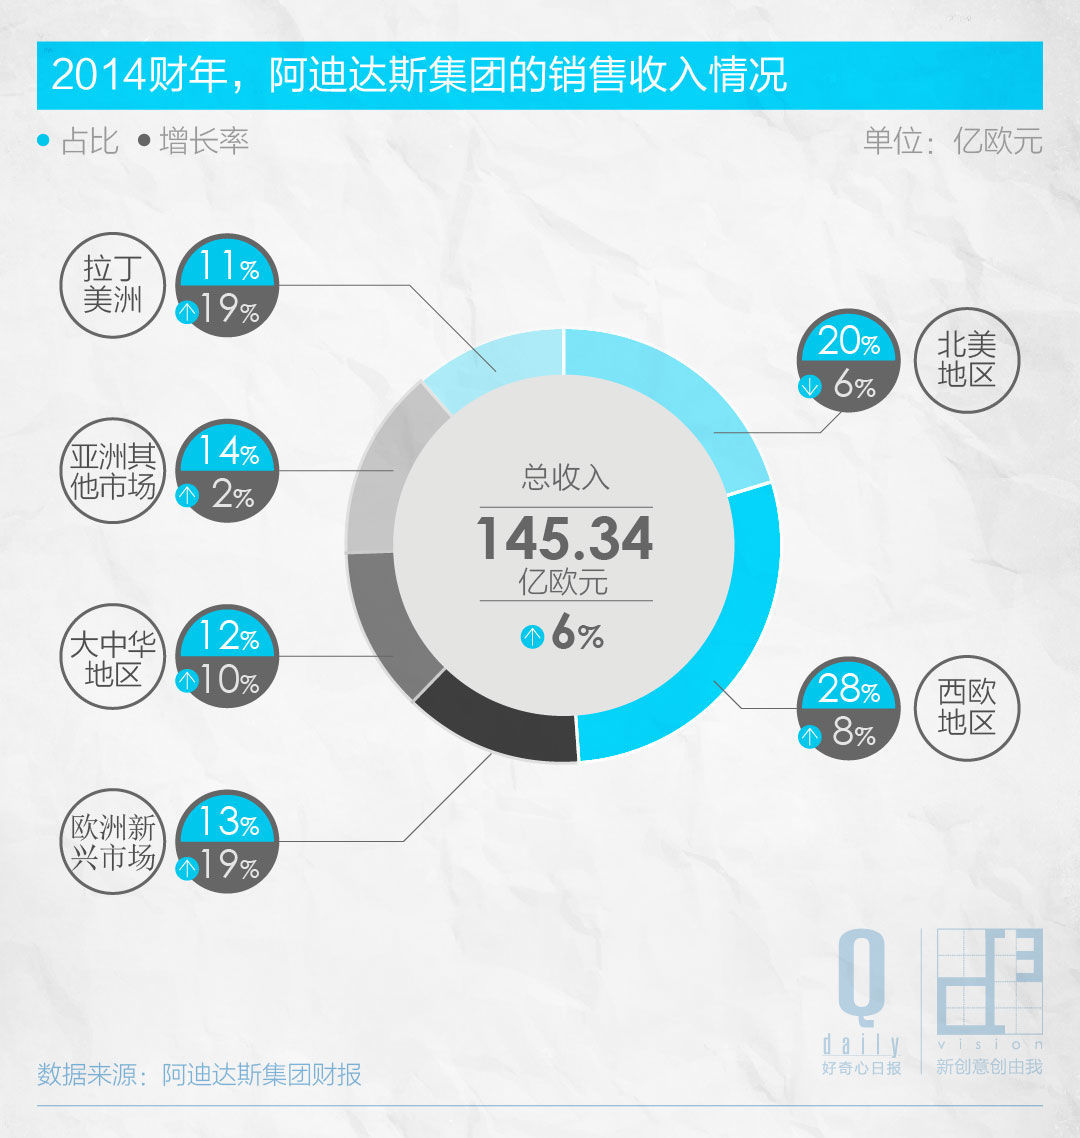 2014财年，阿迪达斯集团的销售收入情况
占比 增长率
单位：亿欧元
拉丁
美洲
11%
19%
北美
地区
20%
6%
亚洲其
他市场
14%
2%
总收入
145.34
亿欧元
6%
大中华
地区
12%
10%
西欧
地区
28%
8%
欧洲新
兴市场
13%
19%
Q
daily
好奇心日报
vision
新创意创由我
数据来源：阿迪达斯集团财报